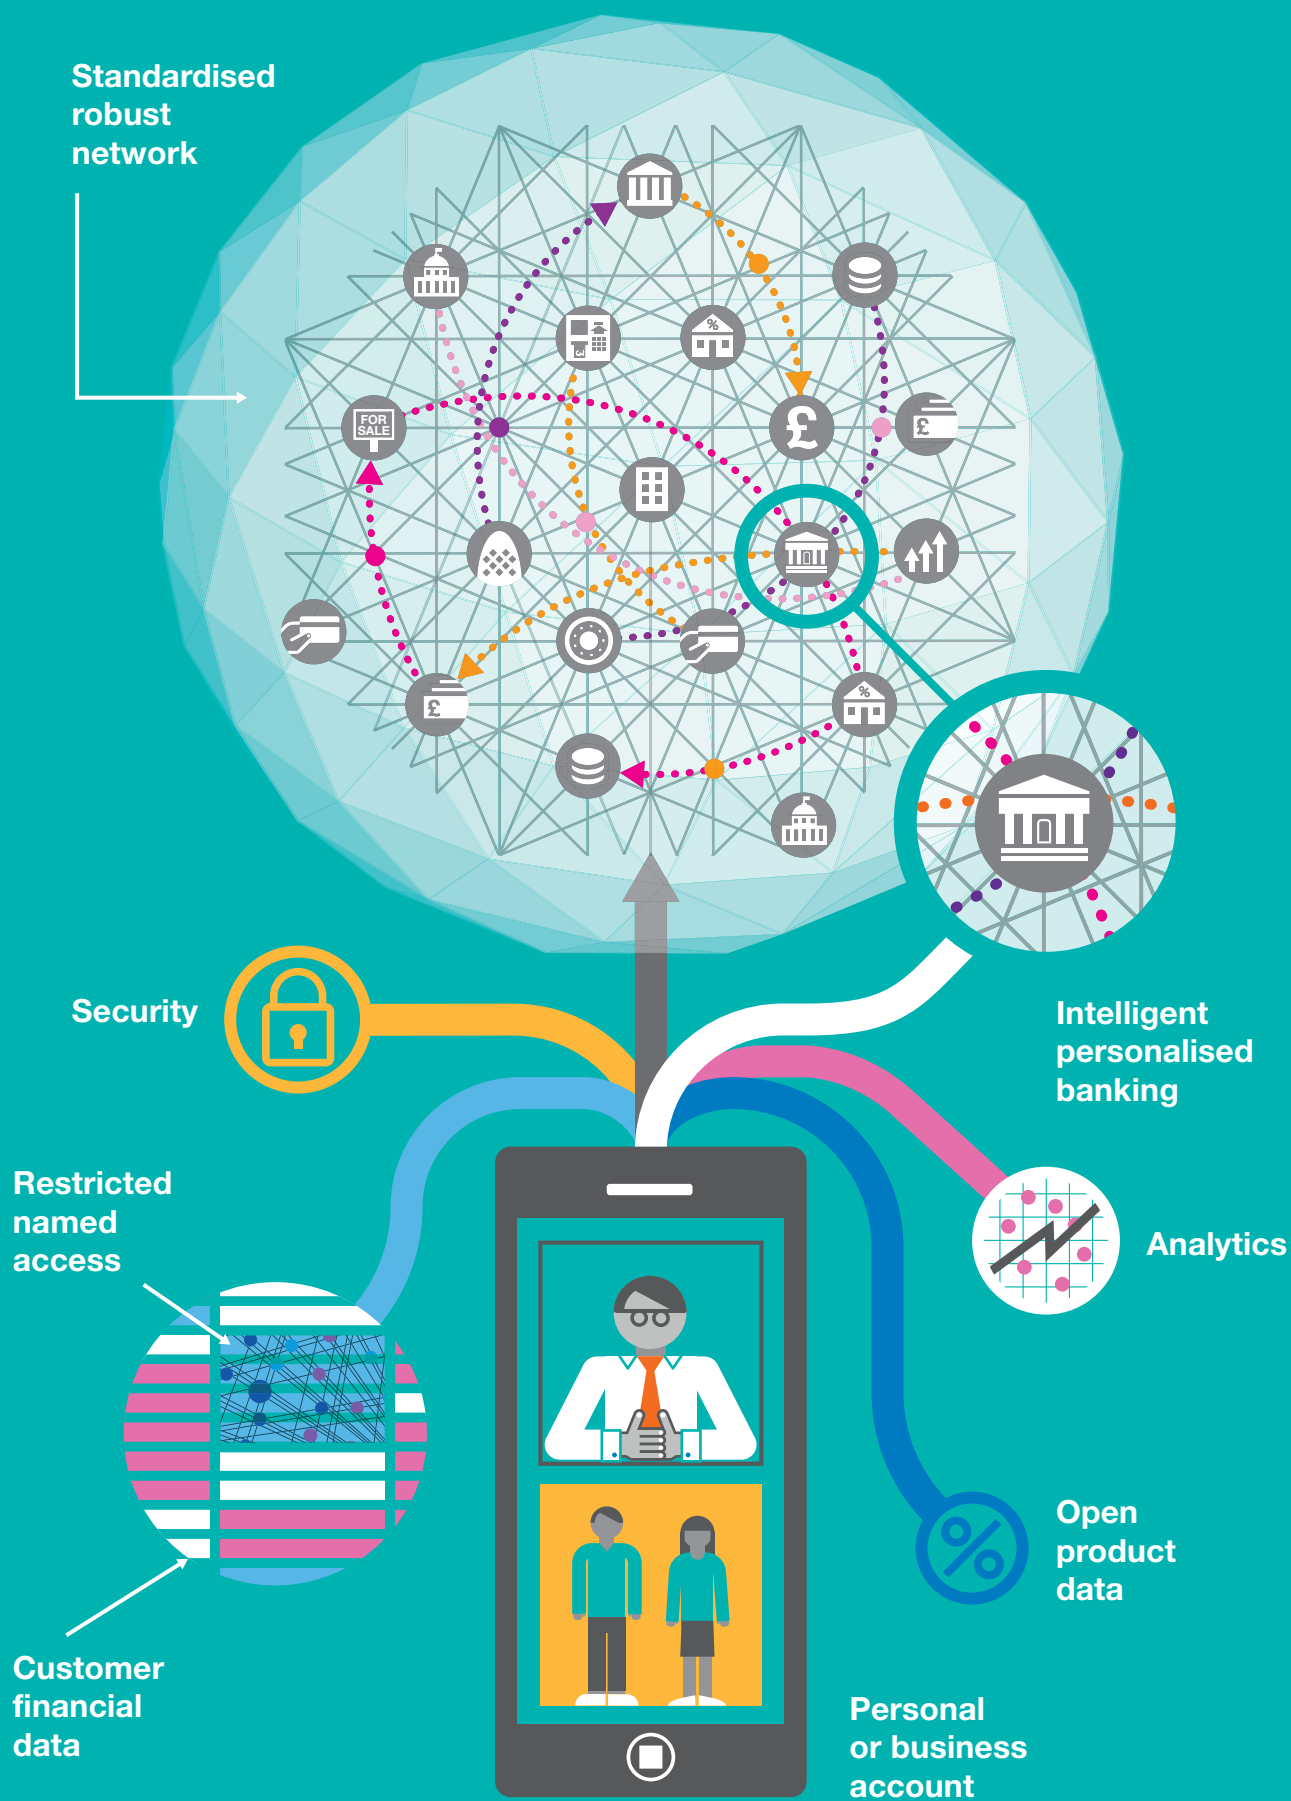 Standardised
robust
network
%
FOR
SALE
£
£
£
%
Security
Intelligent
personalised
banking
Restricted
named
access
Analytics
%
Open
product
data
Customer
financial
data
Personal
or business
account